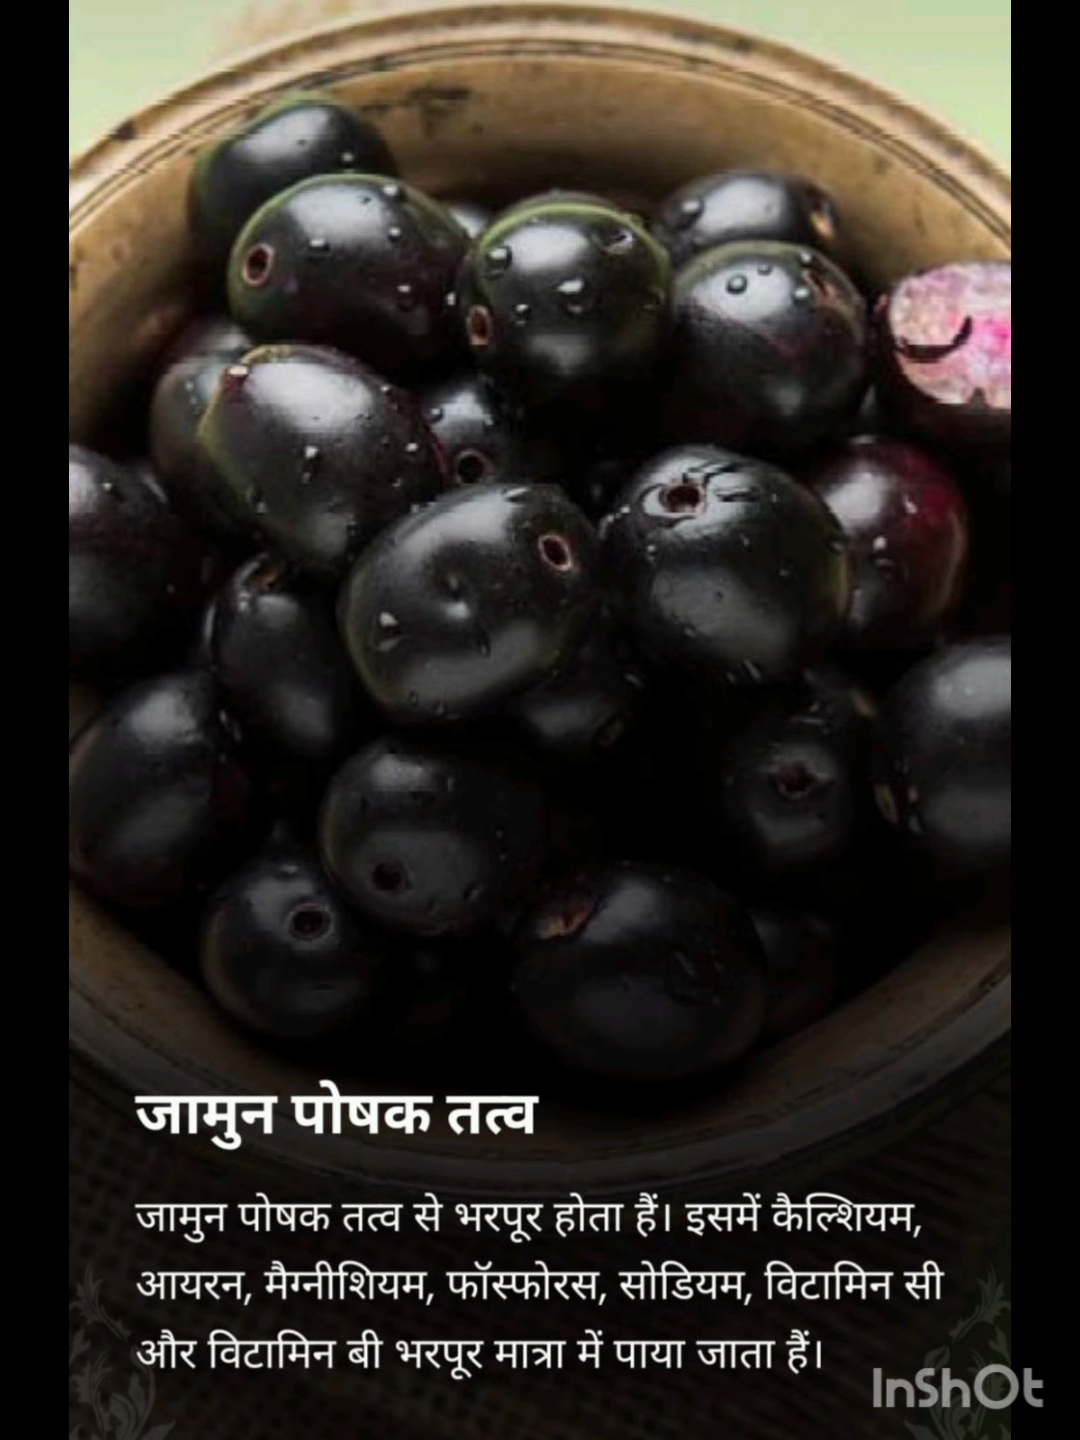 जामुन पोषक तत्व
जामुन पोषक तत्व से भरपूर होता हैं। इसमें कैल्शियम,
आयरन, मैग्नीशियम, फॉस्फोरस, सोडियम, विटामिन सी
और विटामिन बी भरपूर मात्रा में पाया जाता हैं।
InShOt